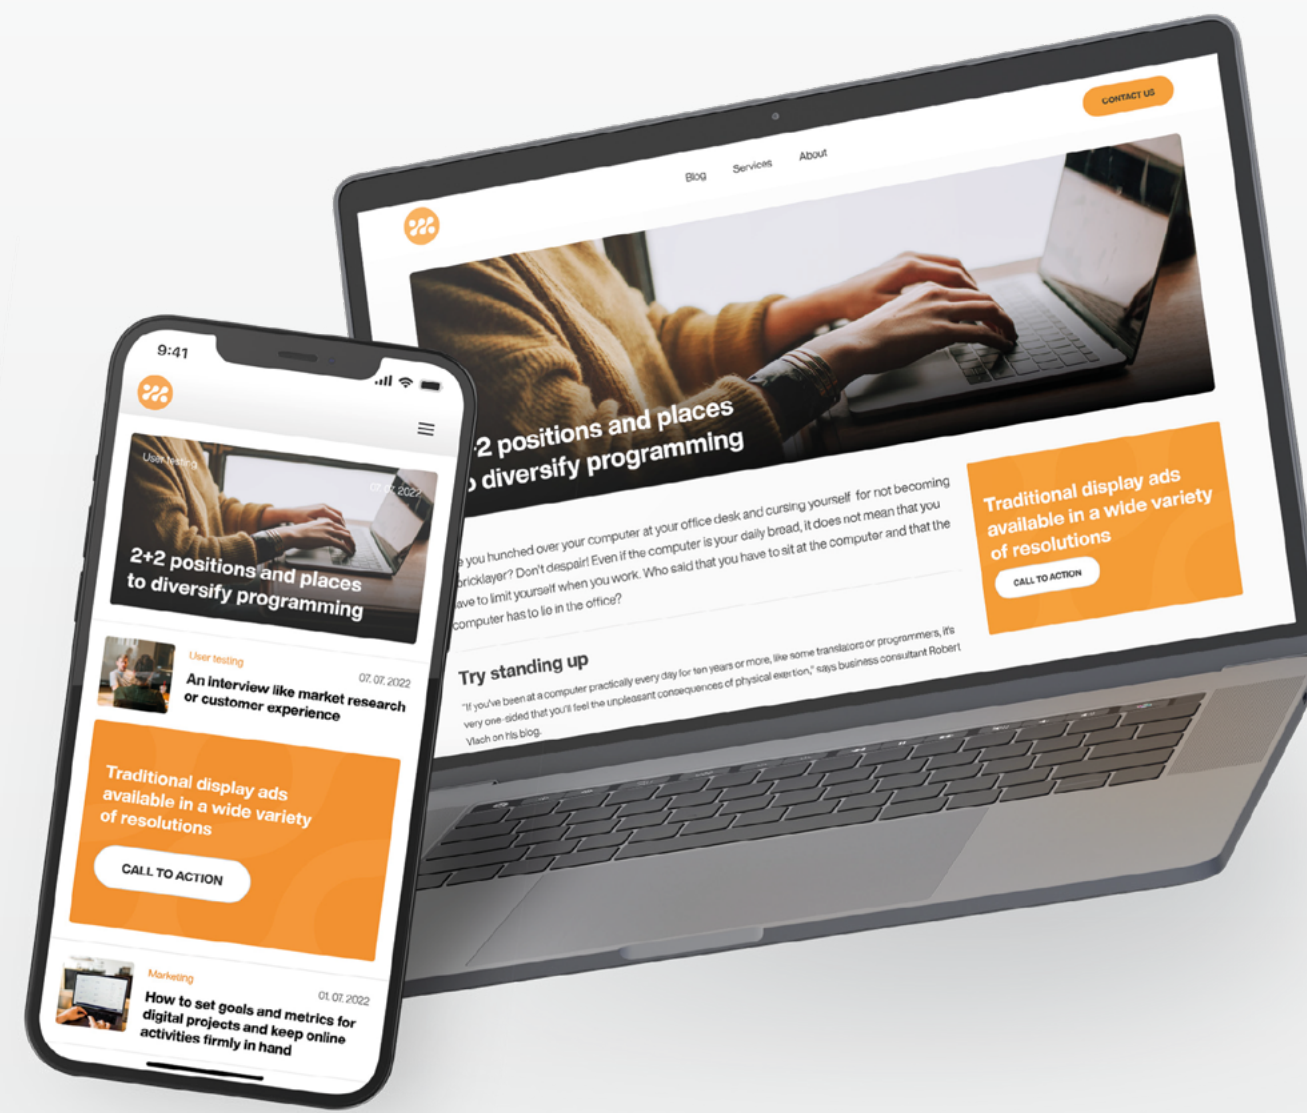 9:41
User testing
07. 07. 2022
2+2 positions and places
to diversify programming
User testing
07. 07. 2022
An interview like market research
or customer experience
Traditional display ads
available in a wide variety
of resolutions
CALL TO ACTION
Marketing
01. 07. 2022
How to set goals and metrics for
digital projects and keep online
activities firmly in hand
Blog Services About
CONTACT US
+2 positions and places
o diversify programming
e you hunched over your computer at your office desk and cursing yourself for not becoming
bricklayer? Don't despair! Even if the computer is your daily bread, it does not mean that you
ave to limit yourself when you work. Who said that you have to sit at the computer and that the
computer has to lie in the office?
Traditional display ads
available in a wide variety
of resolutions
CALL TO ACTION
Try standing up
"If you've been at a computer practically every day for ten years or more, like some translators or programmers, it's
very one-sided that you'll feel the unpleasant consequences of physical exertion," says business consultant Robert
Vlach on his blog.